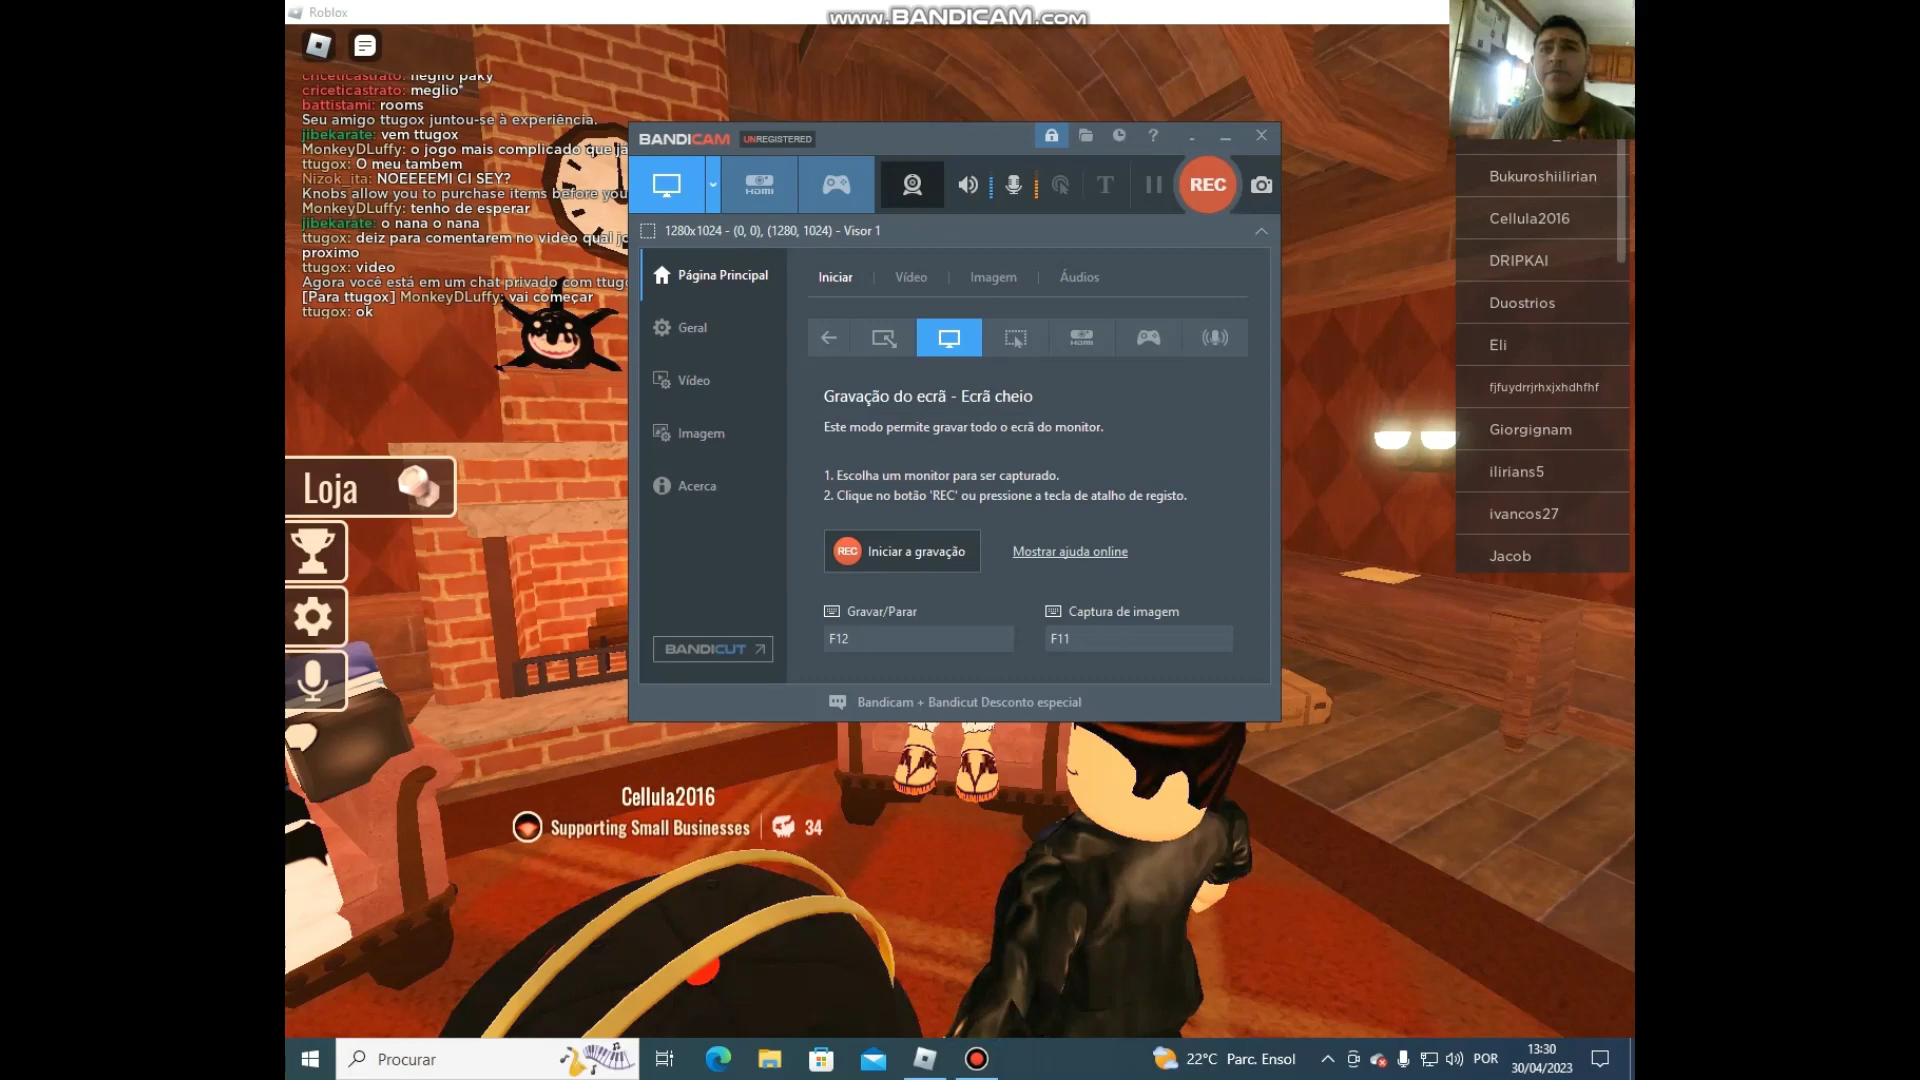 Roblox
www.BANDICAM.com
criceticastrato: meglio paky
criceticastrato: meglio*
battistami: rooms
Seu amigo ttugox juntou-se à experiência.
jibekarate: vem ttugox
MonkeyDLuffy: o jogo mais complicado que ja
ttugox: O meu tambem
Nizok_ita: NOEEEEMI CI SEY?
Knobs allow you to purchase items before you
MonkeyDLuffy: tenho de esperar
jibekarate: o nana o nana
ttugox: deiz para comentarem no video qual jo
proximo
ttugox: video
Agora você está em um chat privado com ttugo
[Para ttugox] MonkeyDLuffy: vai começar
ttugox: ok
Loja
BANDICAM UNREGISTERED
HDMI
T
REC
1280x1024 - (0, 0), (1280, 1024) - Visor 1
Página Principal
Geral
Vídeo
Imagem
Acerca
BANDICUT
Iniciar
Vídeo
Imagem
Áudios
HDMI
Gravação do ecrã - Ecrã cheio
Este modo permite gravar todo o ecrã do monitor.
1. Escolha um monitor para ser capturado.
2. Clique no botão 'REC' ou pressione a tecla de atalho de registo.
REC Iniciar a gravação
Mostrar ajuda online
Gravar/Parar
F12
Captura de imagem
F11
Bandicam + Bandicut Desconto especial
Bukuroshiilirian
Cellula2016
DRIPKAI
Duostrios
Eli
fjfuydrrjrhxjxhdhfhf
Giorgignam
ilirians5
ivancos27
Jacob
Cellula2016
Supporting Small Businesses | 34
Procurar
22°C Parc. Ensol
POR
13:30
30/04/2023